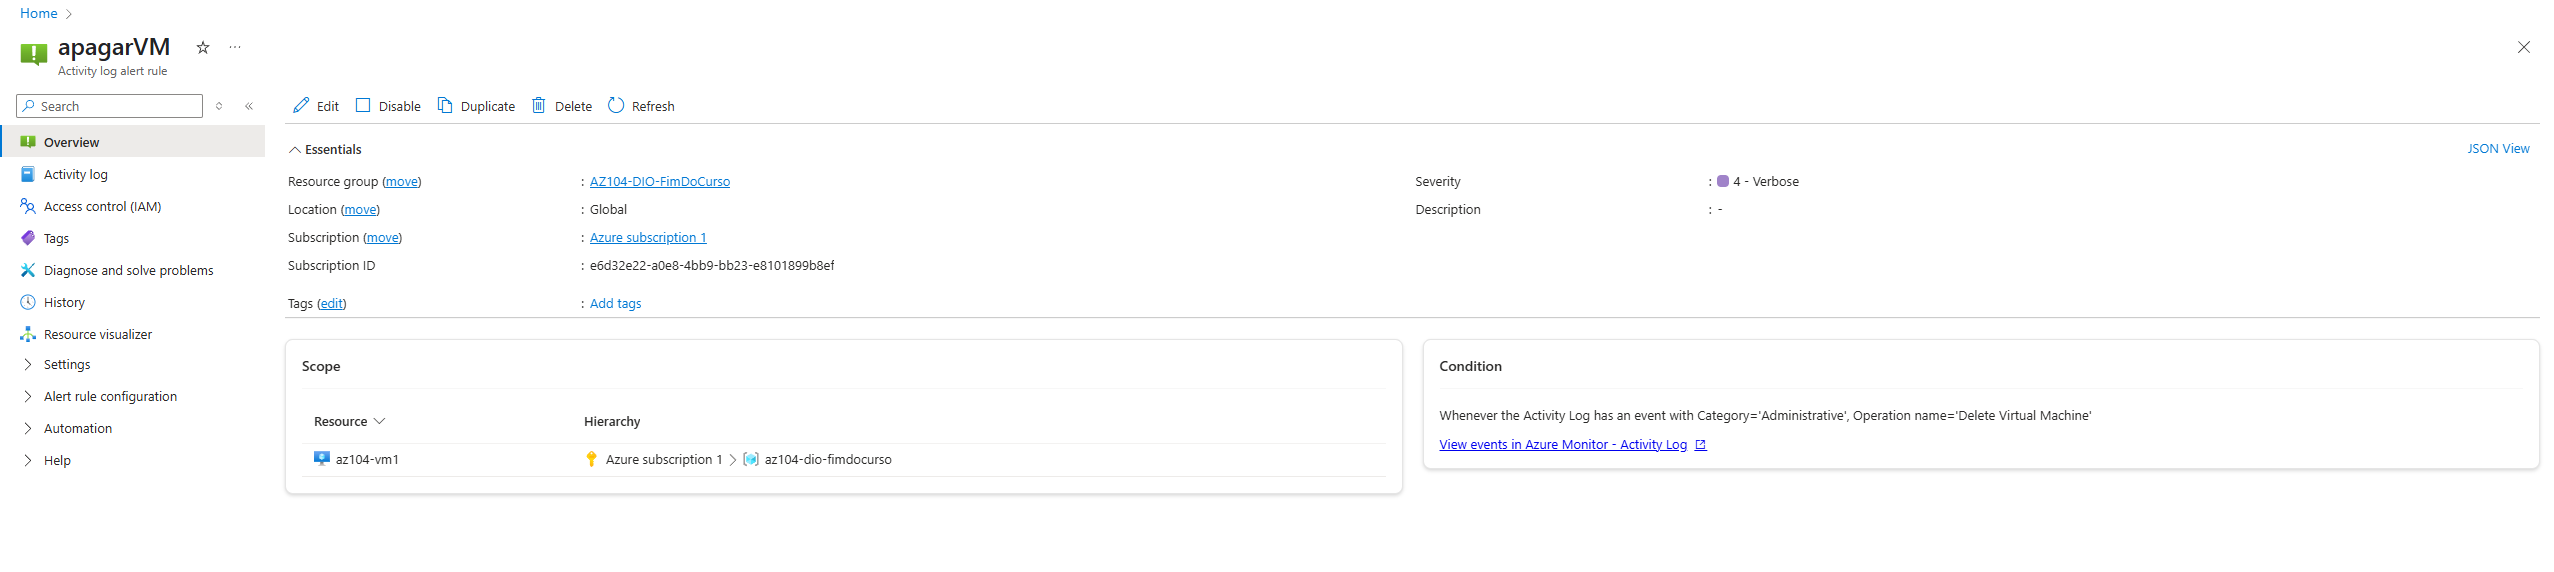 Home
apagarVM
Activity log alert rule
Search
Edit Disable Duplicate Delete Refresh
Overview
Activity log
Access control (IAM)
Tags
Diagnose and solve problems
History
Resource visualizer
Settings
Alert rule configuration
Automation
Help
Essentials
JSON View
Resource group (move) : AZ104-DIO-FimDoCurso
Location (move) : Global
Subscription (move) : Azure subscription 1
Subscription ID : e6d32e22-a0e8-4bb9-bb23-e8101899b8ef
Tags (edit) : Add tags
Severity : 4 - Verbose
Description : -
Scope
Resource Hierarchy
az104-vm1 Azure subscription 1 > az104-dio-fimdocurso
Condition
Whenever the Activity Log has an event with Category='Administrative', Operation name='Delete Virtual Machine'
View events in Azure Monitor - Activity Log